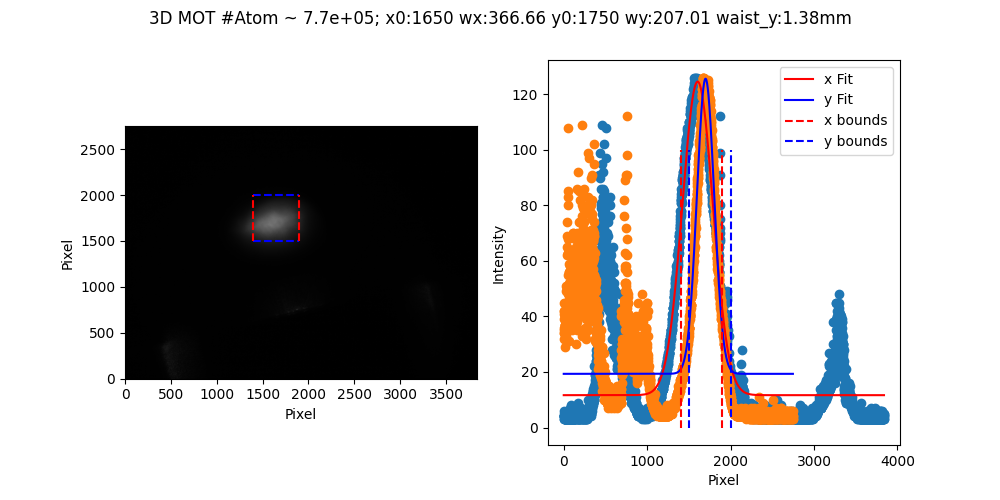 3D MOT #Atom ~ 7.7e+05; x0:1650 wx:366.66 y0:1750 wy:207.01 waist_y:1.38mm
2500
2000
1500
1000
500
0
Pixel
0 500 1000 1500 2000 2500 3000 3500
Pixel
120
100
80
60
40
20
0
Intensity
0 1000 2000 3000 4000
Pixel
x Fit
y Fit
x bounds
y bounds